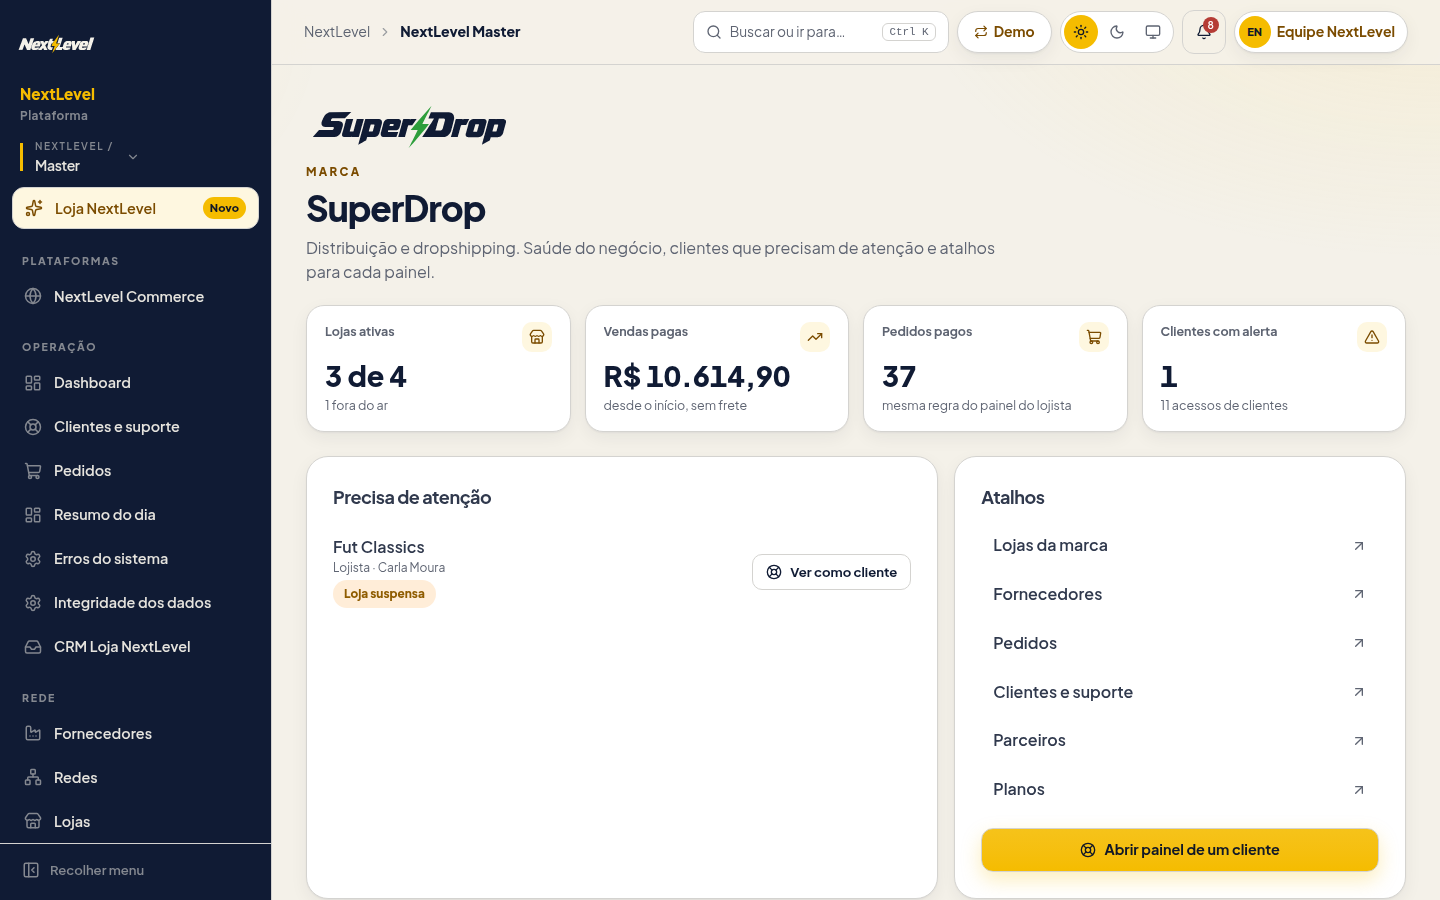 NextLevel
NextLevel
Plataforma
NEXTLEVEL /
Master
Loja NextLevel
Novo
PLATAFORMAS
NextLevel Commerce
OPERAÇÃO
Dashboard
Clientes e suporte
Pedidos
Resumo do dia
Erros do sistema
Integridade dos dados
CRM Loja NextLevel
REDE
Fornecedores
Redes
Lojas
Recolher menu
NextLevel > NextLevel Master
Buscar ou ir para...
Ctrl K
Demo
8
EN
Equipe NextLevel
SuperDrop
MARCA
SuperDrop
Distribuição e dropshipping. Saúde do negócio, clientes que precisam de atenção e atalhos
para cada painel.
Lojas ativas
3 de 4
1 fora do ar
Vendas pagas
R$ 10.614,90
desde o início, sem frete
Pedidos pagos
37
mesma regra do painel do lojista
Clientes com alerta
1
11 acessos de clientes
Precisa de atenção
Fut Classics
Lojista · Carla Moura
Loja suspensa
Ver como cliente
Atalhos
Lojas da marca
Fornecedores
Pedidos
Clientes e suporte
Parceiros
Planos
Abrir painel de um cliente